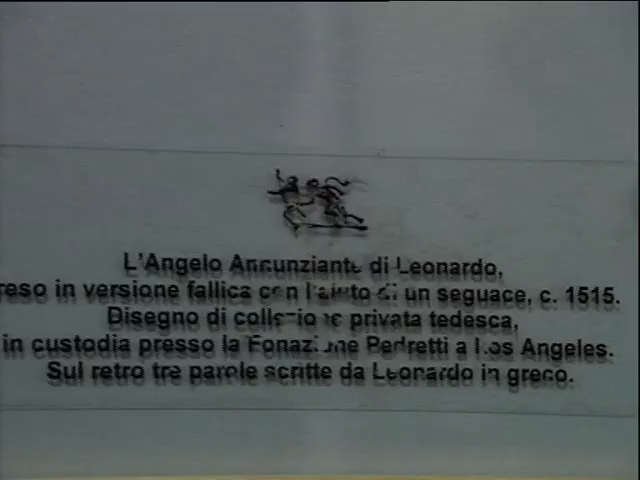 L'Angelo Annunziante di Leonardo,
reso in versione fallica con l'aiuto di un seguace, c. 1515.
Disegno di collezione privata tedesca,
in custodia presso la Fonazione Pedretti a Los Angeles.
Sul retro tre parole scritte da Leonardo in greco.